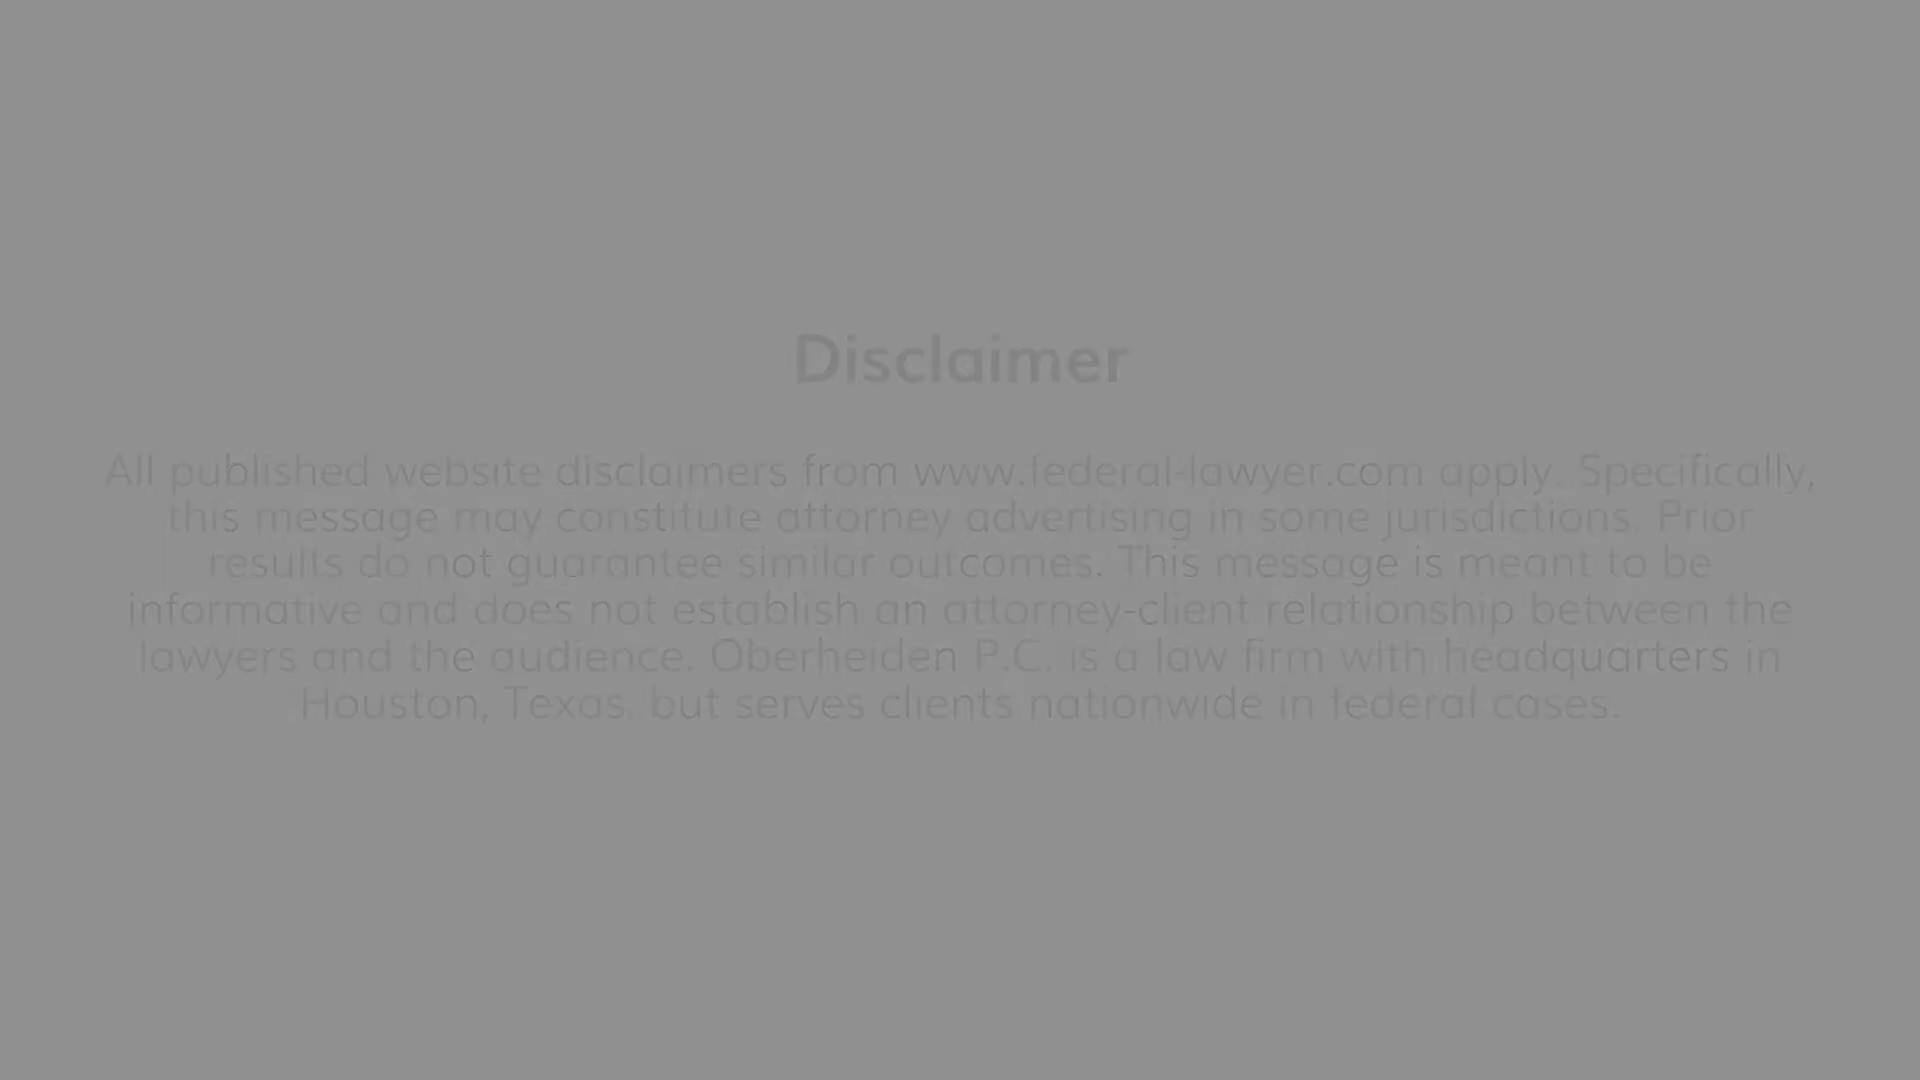 Disclaimer
All published website disclaimers from www.federal-lawyer.com apply. Specifically,
this message may constitute attorney advertising in some jurisdictions. Prior
results do not guarantee similar outcomes. This message is meant to be
informative and does not establish an attorney-client relationship between the
lawyers and the audience. Oberheiden P.C. is a law firm with headquarters in
Houston, Texas, but serves clients nationwide in federal cases.